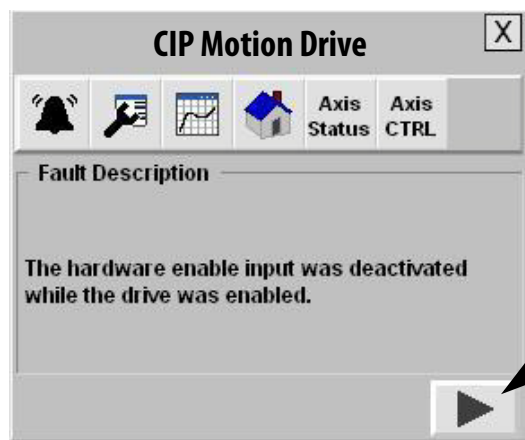 CIP Motion Drive
X
Axis Axis
Status CTRL
Fault Description
The hardware enable input was deactivated
while the drive was enabled.